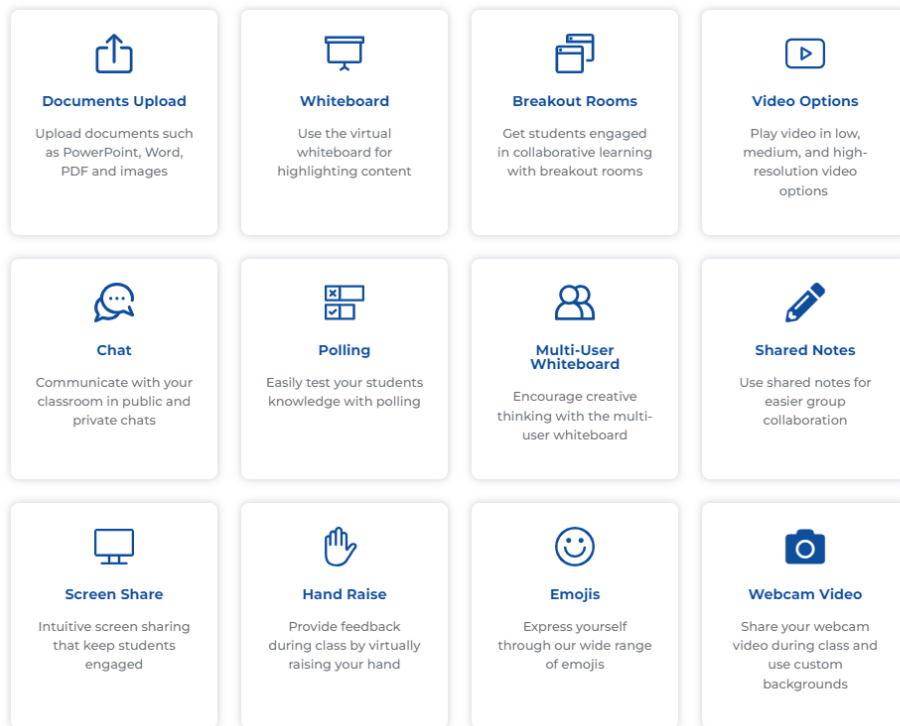 Documents Upload
Upload documents such
as PowerPoint, Word,
PDF and images
Whiteboard
Use the virtual
whiteboard for
highlighting content
Breakout Rooms
Get students engaged
in collaborative learning
with breakout rooms
Video Options
Play video in low,
medium, and high-
resolution video
options
Chat
Communicate with your
classroom in public and
private chats
Polling
Easily test your students
knowledge with polling
Multi-User
Whiteboard
Encourage creative
thinking with the multi-
user whiteboard
Shared Notes
Use shared notes for
easier group
collaboration
Screen Share
Intuitive screen sharing
that keep students
engaged
Hand Raise
Provide feedback
during class by virtually
raising your hand
Emojis
Express yourself
through our wide range
of emojis
Webcam Video
Share your webcam
video during class and
use custom
backgrounds